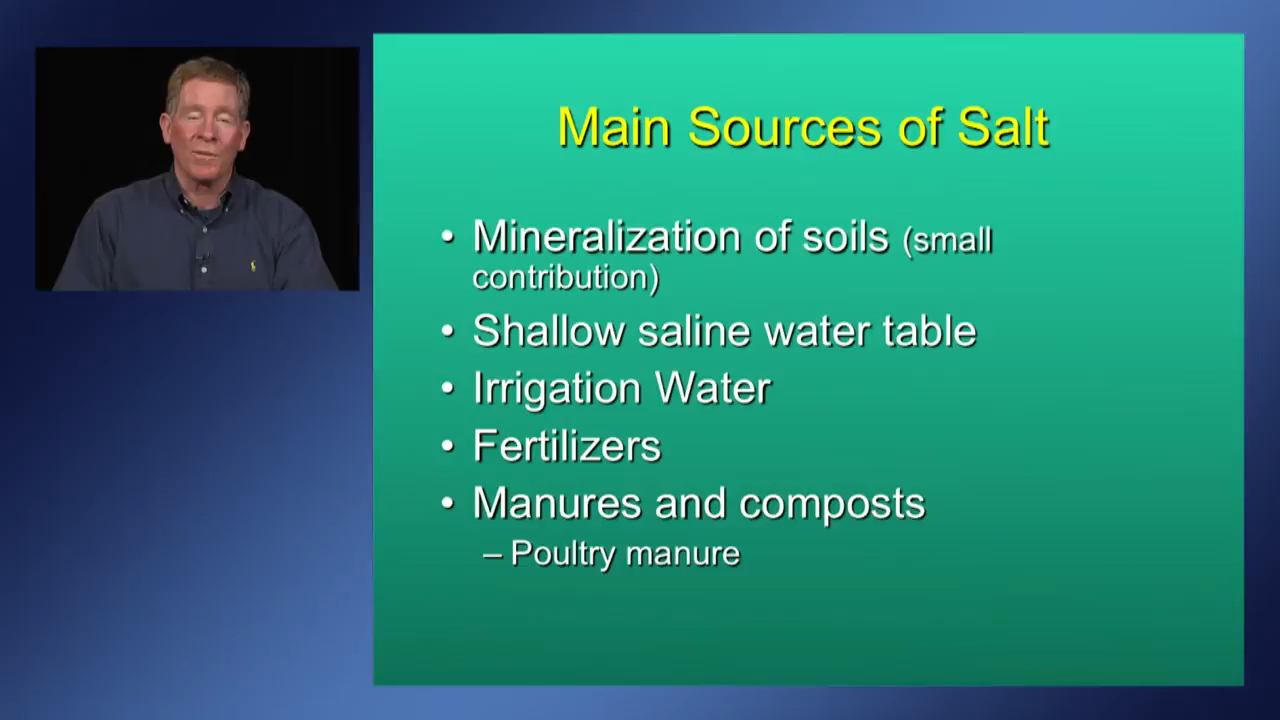 Main Sources of Salt
• Mineralization of soils (small
contribution)
• Shallow saline water table
• Irrigation Water
• Fertilizers
• Manures and composts
– Poultry manure